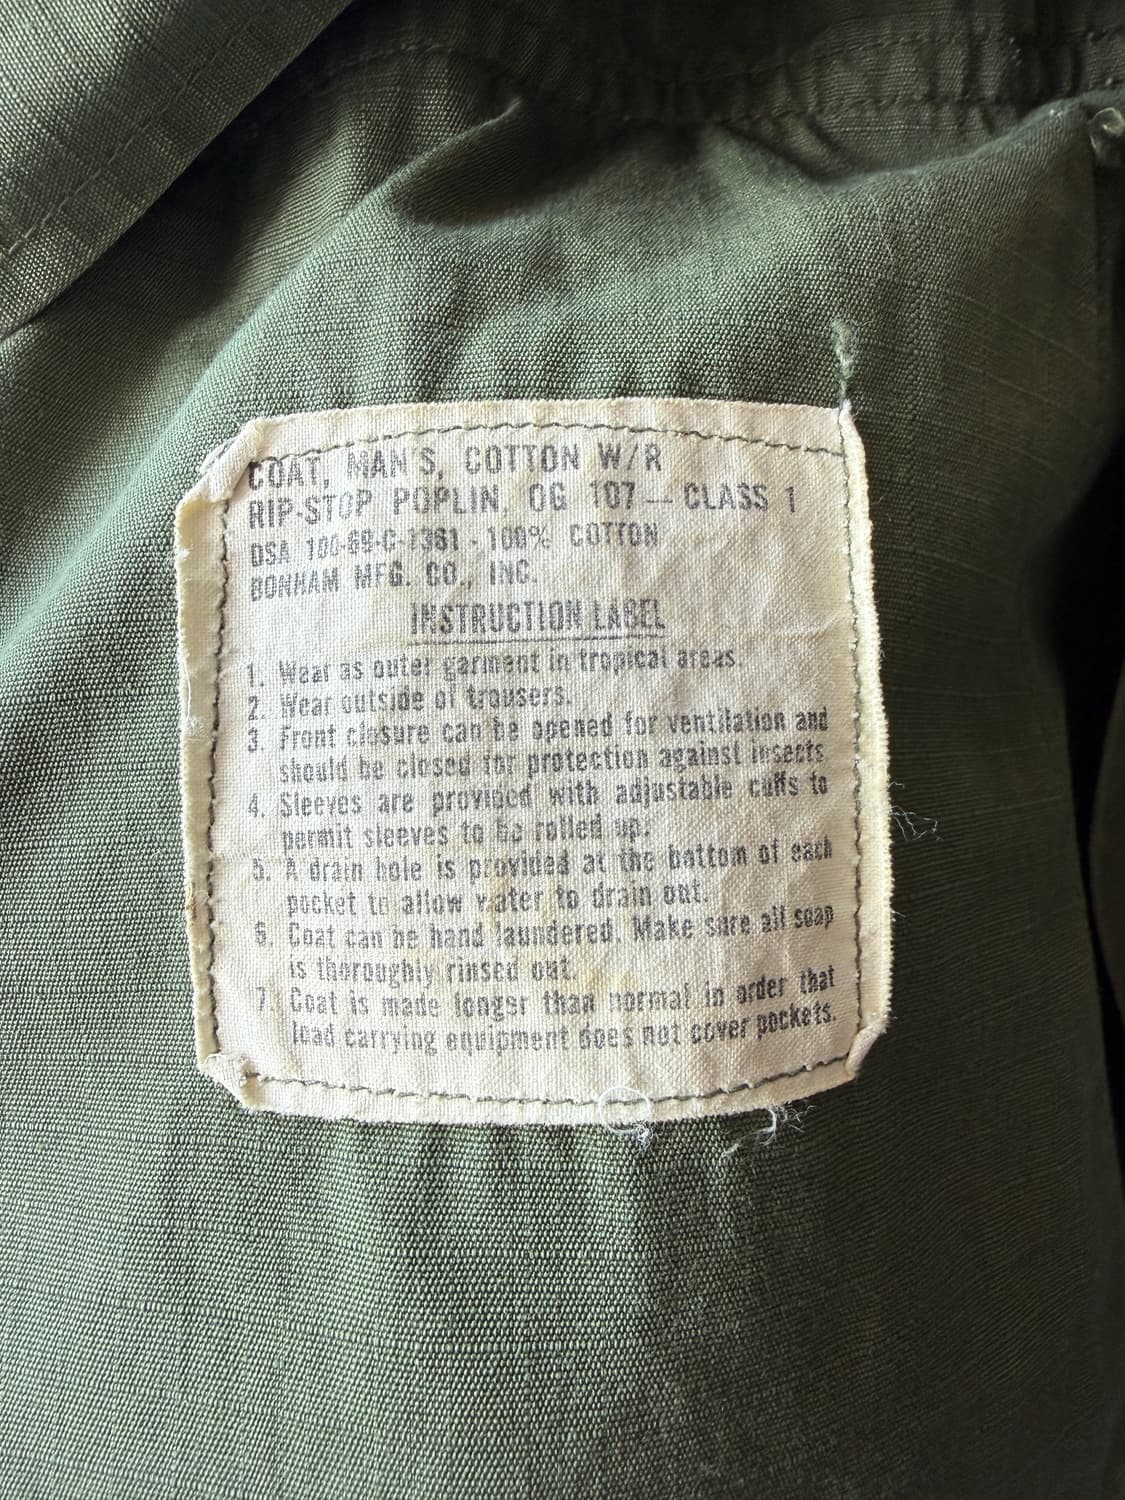 COAT, MAN'S, COTTON W/R
RIP-STOP POPLIN, OG 107 — CLASS 1
DSA 100-69-C-1361 - 100% COTTON
BONHAM MFG. CO., INC.
INSTRUCTION LABEL
1. Wear as outer garment in tropical areas.
2. Wear outside of trousers.
3. Front closure can be opened for ventilation and
should be closed for protection against insects
4. Sleeves are provided with adjustable cuffs to
permit sleeves to be rolled up.
5. A drain hole is provided at the bottom of each
pocket to allow water to drain out.
6. Coat can be hand laundered. Make sure all soap
is thoroughly rinsed out.
7. Coat is made longer than normal in order that
load carrying equipment does not cover pockets.